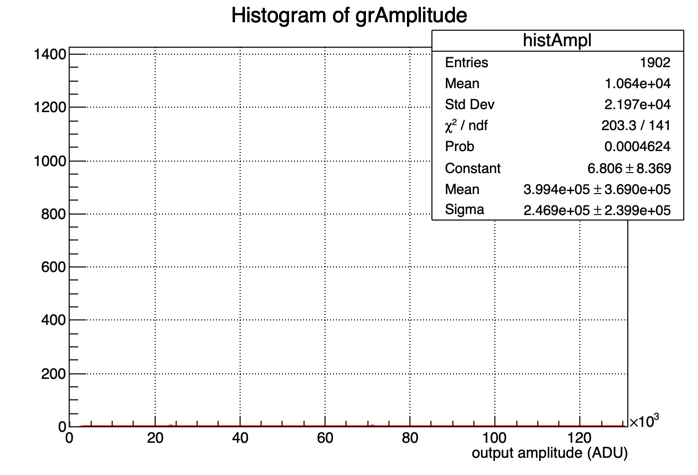 Histogram of grAmplitude
histAmpl
Entries 1902
Mean 1.064e+04
Std Dev 2.197e+04
χ² / ndf 203.3 / 141
Prob 0.0004624
Constant 6.806 ± 8.369
Mean 3.994e+05 ± 3.690e+05
Sigma 2.469e+05 ± 2.399e+05
1400
1200
1000
800
600
400
200
0
0 20 40 60 80 100 120 ×10³
output amplitude (ADU)